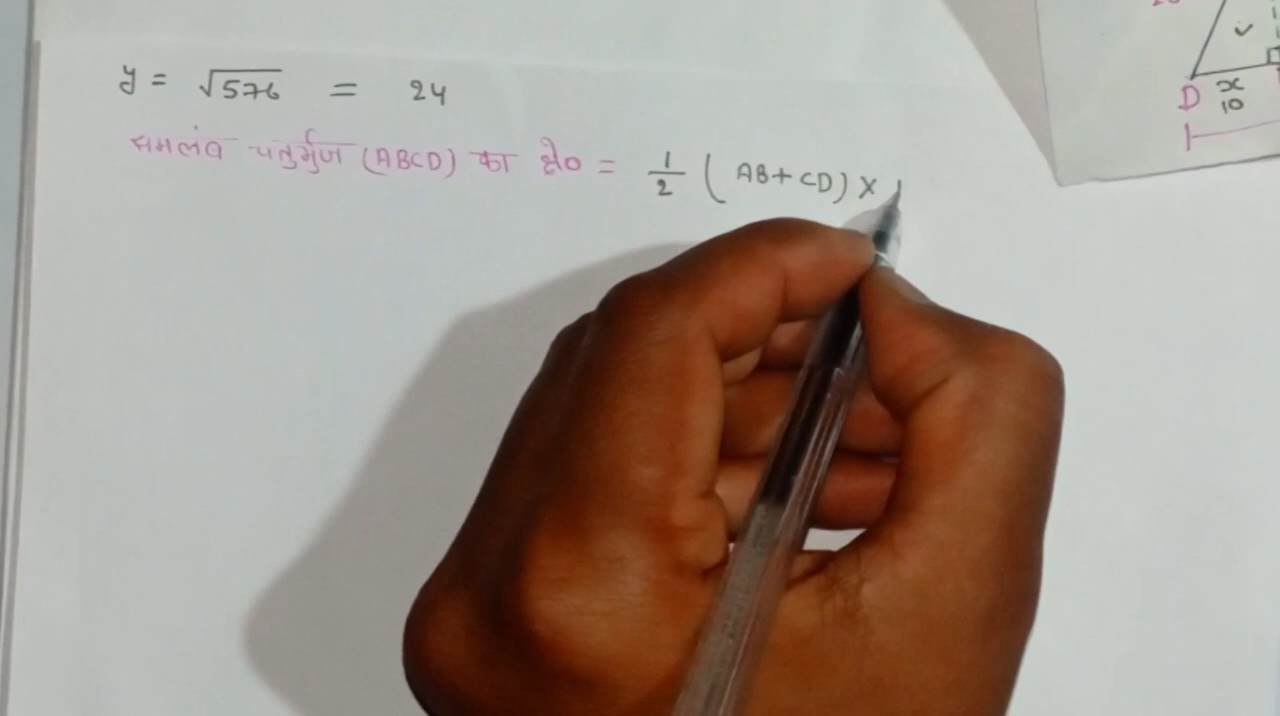 y = √576 = 24
समलंब चतुर्भुज (ABCD) का क्षे० = 1/2 ( AB + CD ) ×
D x
10